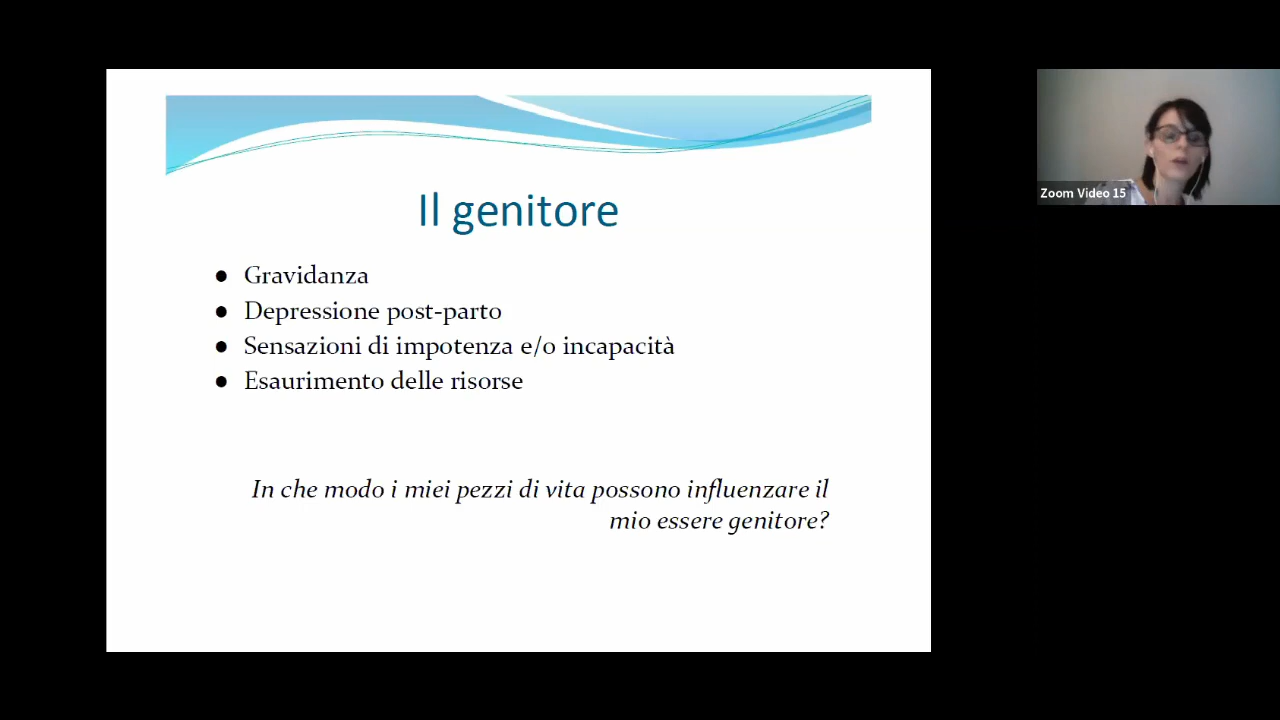 Il genitore
● Gravidanza
● Depressione post-parto
● Sensazioni di impotenza e/o incapacità
● Esaurimento delle risorse
In che modo i miei pezzi di vita possono influenzare il
mio essere genitore?
Zoom Video 15